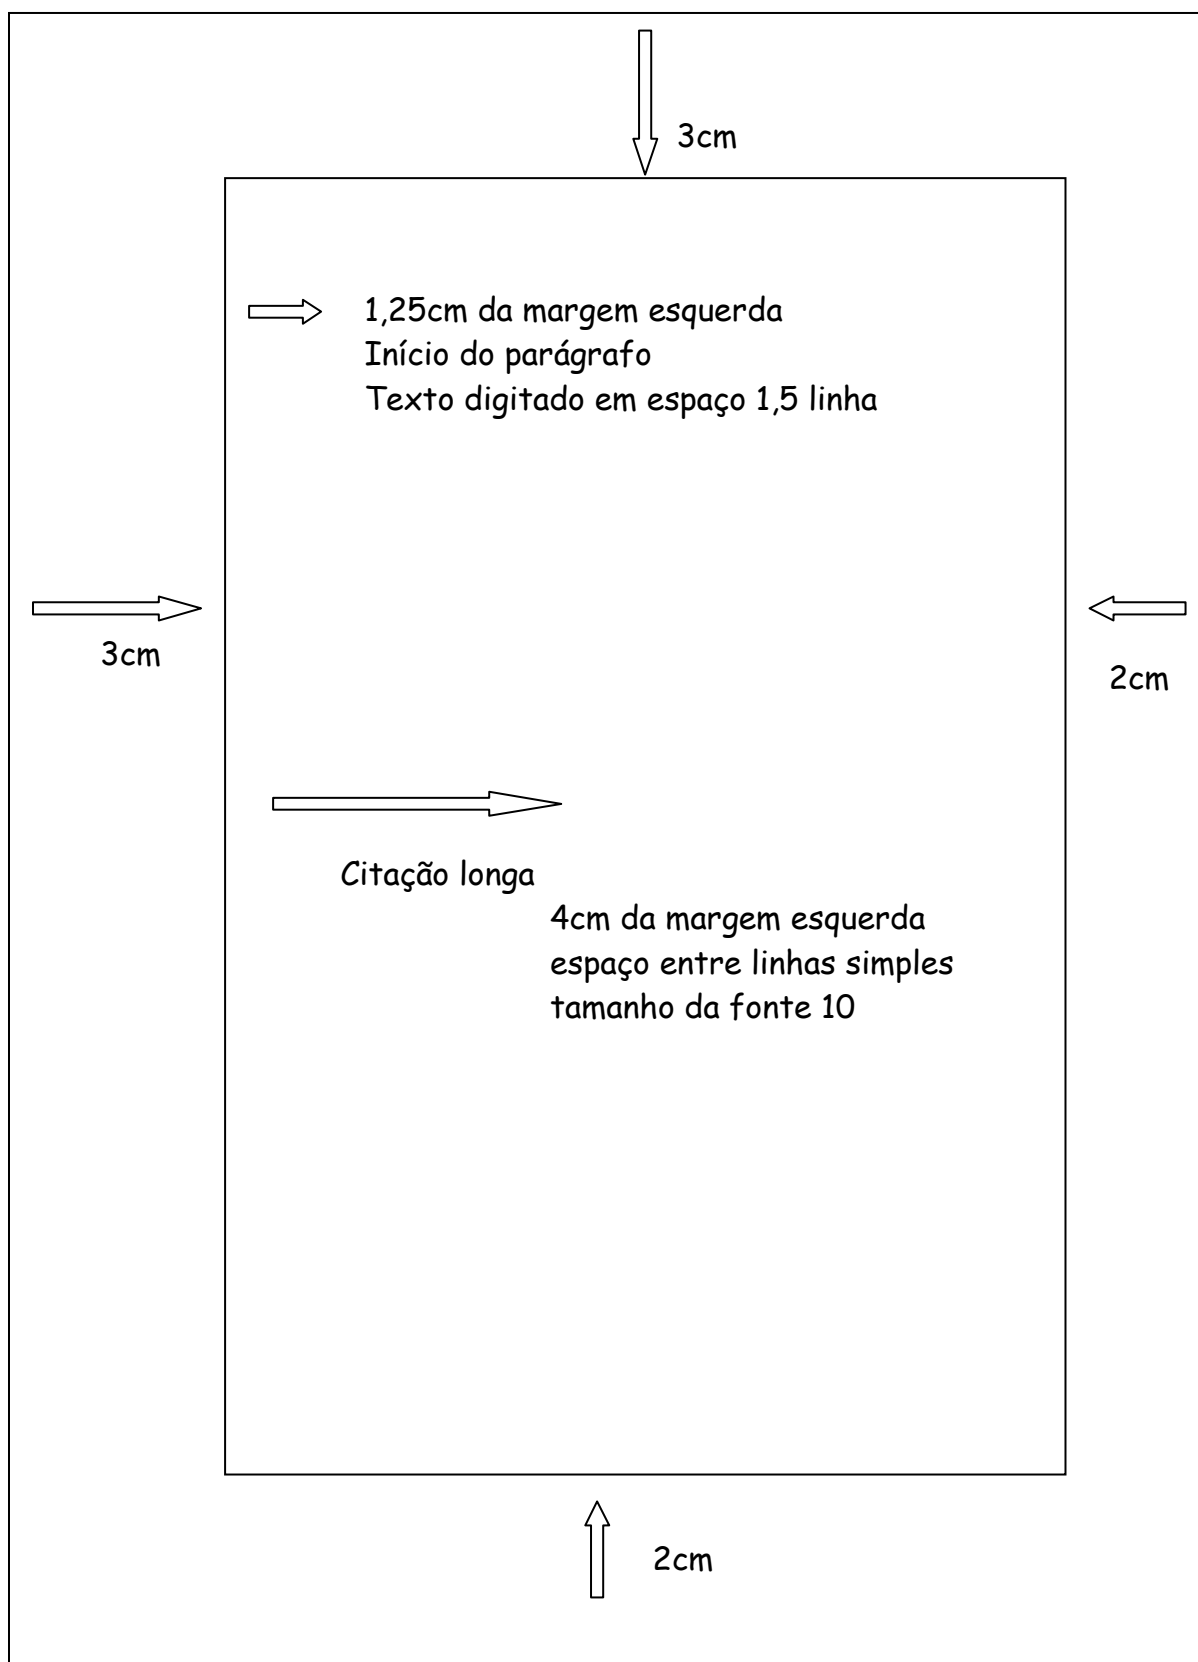 3cm
1,25cm da margem esquerda
Início do parágrafo
Texto digitado em espaço 1,5 linha
3cm
2cm
Citação longa
4cm da margem esquerda
espaço entre linhas simples
tamanho da fonte 10
2cm